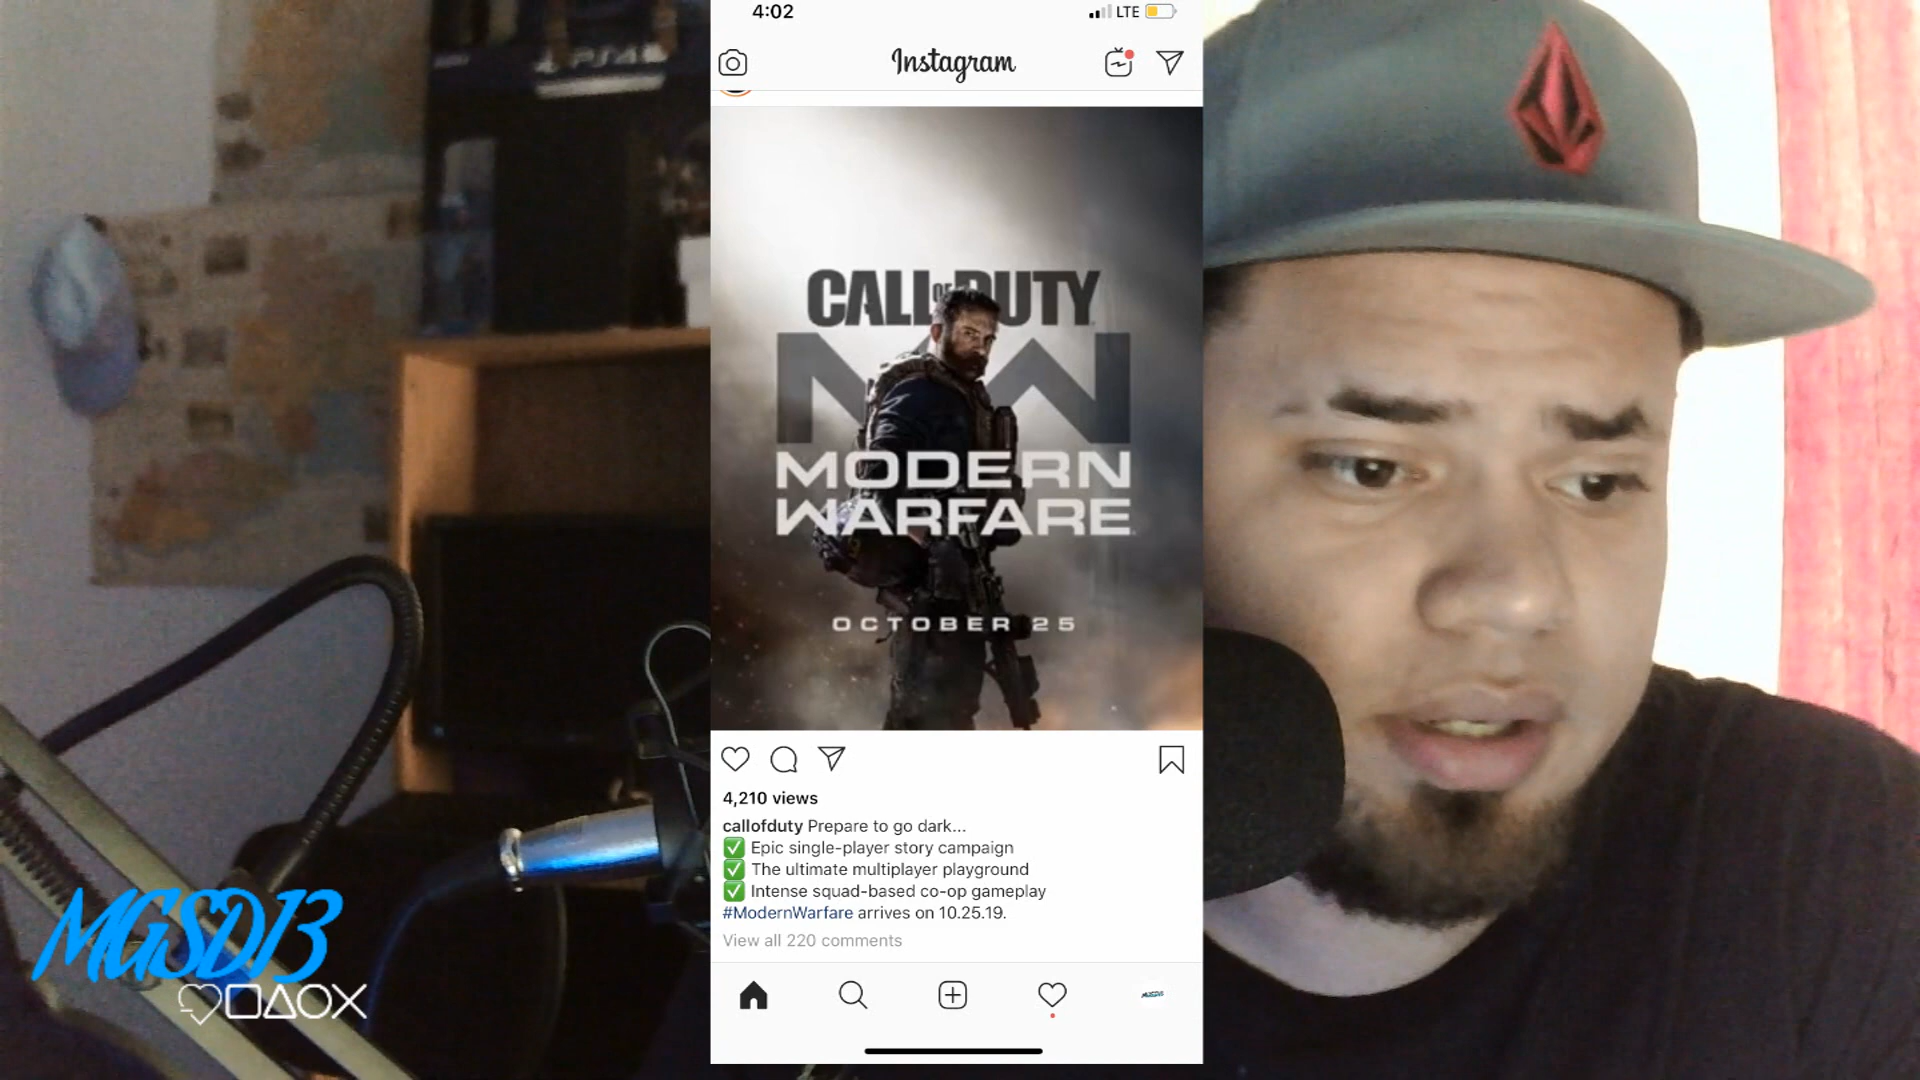 4:02
LTE
Instagram
PS4
CALL OF DUTY
MW
MODERN
WARFARE
OCTOBER 25
4,210 views
callofduty Prepare to go dark...
✅ Epic single-player story campaign
✅ The ultimate multiplayer playground
✅ Intense squad-based co-op gameplay
#ModernWarfare arrives on 10.25.19.
View all 220 comments
MGSD13